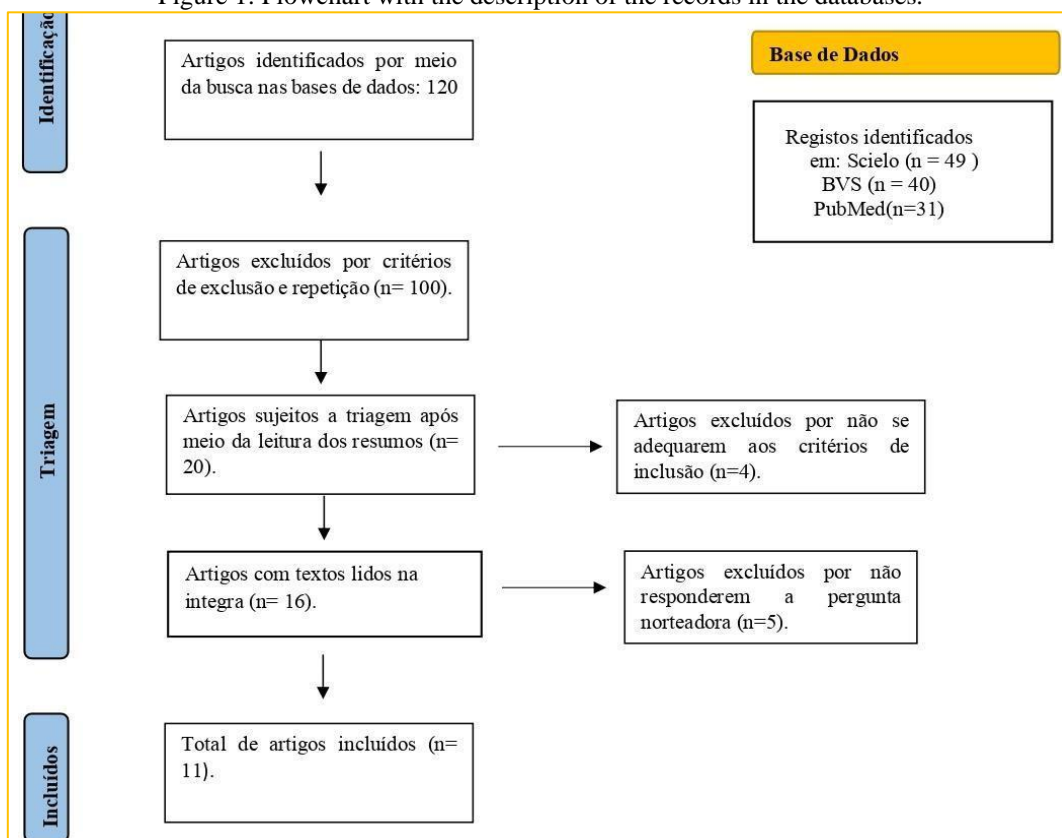 Figure 1: Flowchart with the description of the records in the databases.
Identificação
Artigos identificados por meio
da busca nas bases de dados: 120
Base de Dados
Registos identificados
em: Scielo (n = 49 )
BVS (n = 40)
PubMed(n=31)
Triagem
Artigos excluídos por critérios
de exclusão e repetição (n= 100).
Artigos sujeitos a triagem após
meio da leitura dos resumos (n=
20).
Artigos excluídos por não se
adequarem aos critérios de
inclusão (n=4).
Artigos com textos lidos na
integra (n= 16).
Artigos excluídos por não
responderem a pergunta
norteadora (n=5).
Incluídos
Total de artigos incluídos (n=
11).